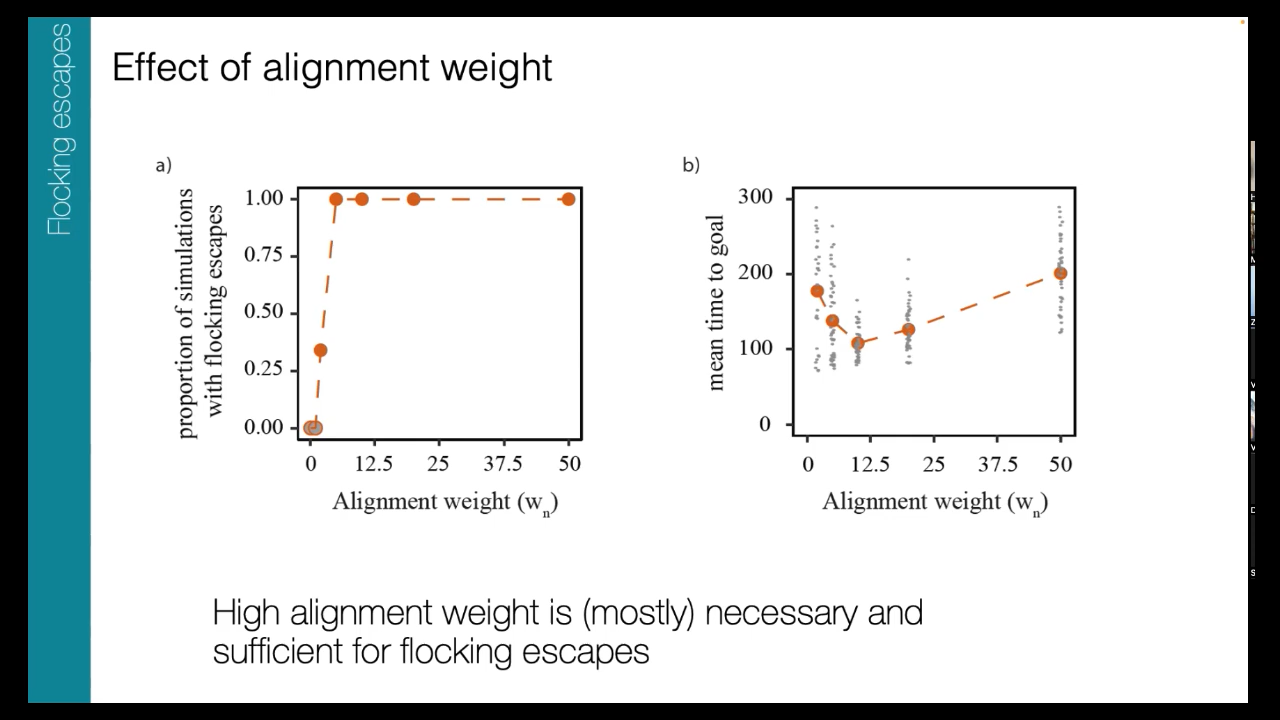 Flocking escapes
Effect of alignment weight
a)
proportion of simulations
with flocking escapes
1.00
0.75
0.50
0.25
0.00
0
12.5
25
37.5
50
Alignment weight (wn)
b)
mean time to goal
300
200
100
0
0
12.5
25
37.5
50
Alignment weight (wn)
High alignment weight is (mostly) necessary and
sufficient for flocking escapes